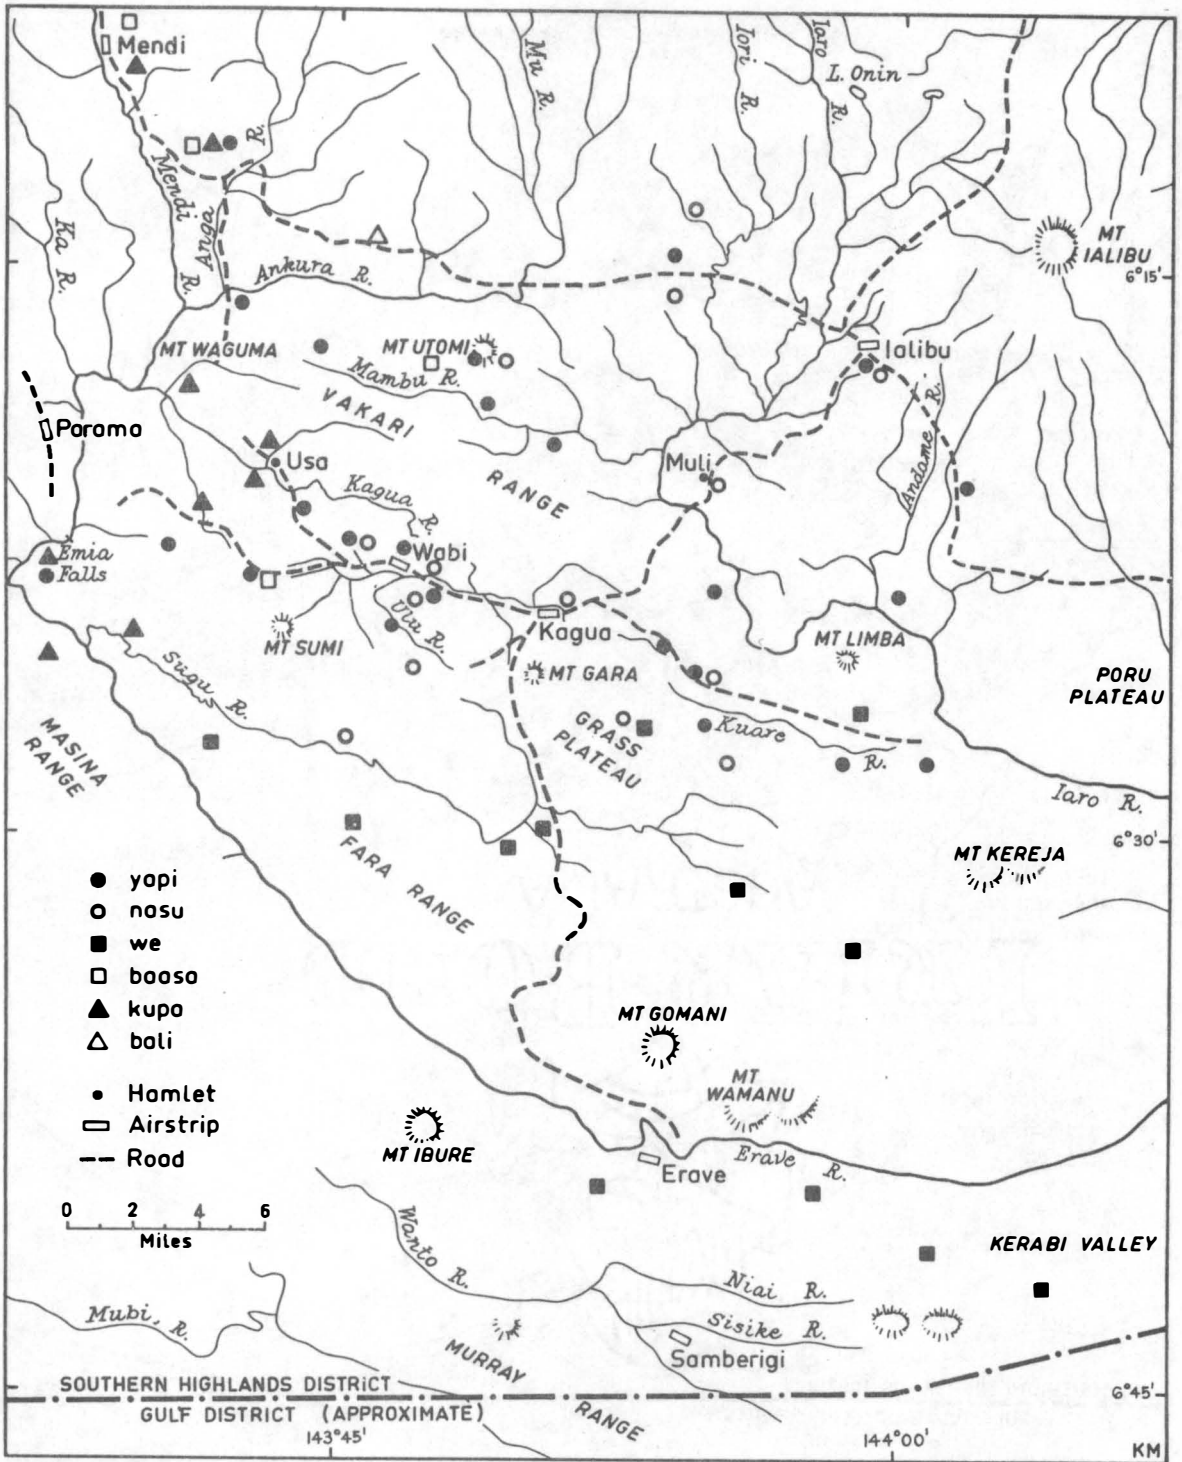 Mendi
Mu R.
Iori R.
Iaro R.
L. Onin
R.
Mendi R.
Anga
Ka R.
Ankura R.
MT
IALIBU
6°15'
MT WAGUMA
MT UTOMI
Ialibu
Mambu R.
VAKARI
RANGE
Porama
Usa
Muli
Andame R.
Kagua R.
Emia
Falls
Wabi
Ulu R.
Kagua
MT SUMI
MT LIMBA
Sugu R.
MT GARA
PORU
PLATEAU
MASINA
RANGE
GRASS
PLATEAU
Kuare
R.
Iaro R.
6°30'
FARA RANGE
MT KEREJA
yapi
nasu
we
baasa
kupa
bali
MT GOMANI
MT
WAMANU
Hamlet
Airstrip
Road
MT IBURE
Erave R.
Erave
0 2 4 6
Miles
Wanto R.
KERABI VALLEY
Niai R.
Mubi, R.
Sisike R.
Samberigi
MURRAY
RANGE
SOUTHERN HIGHLANDS DISTRICT
GULF DISTRICT (APPROXIMATE)
6°45'
143°45'
144°00'
KM